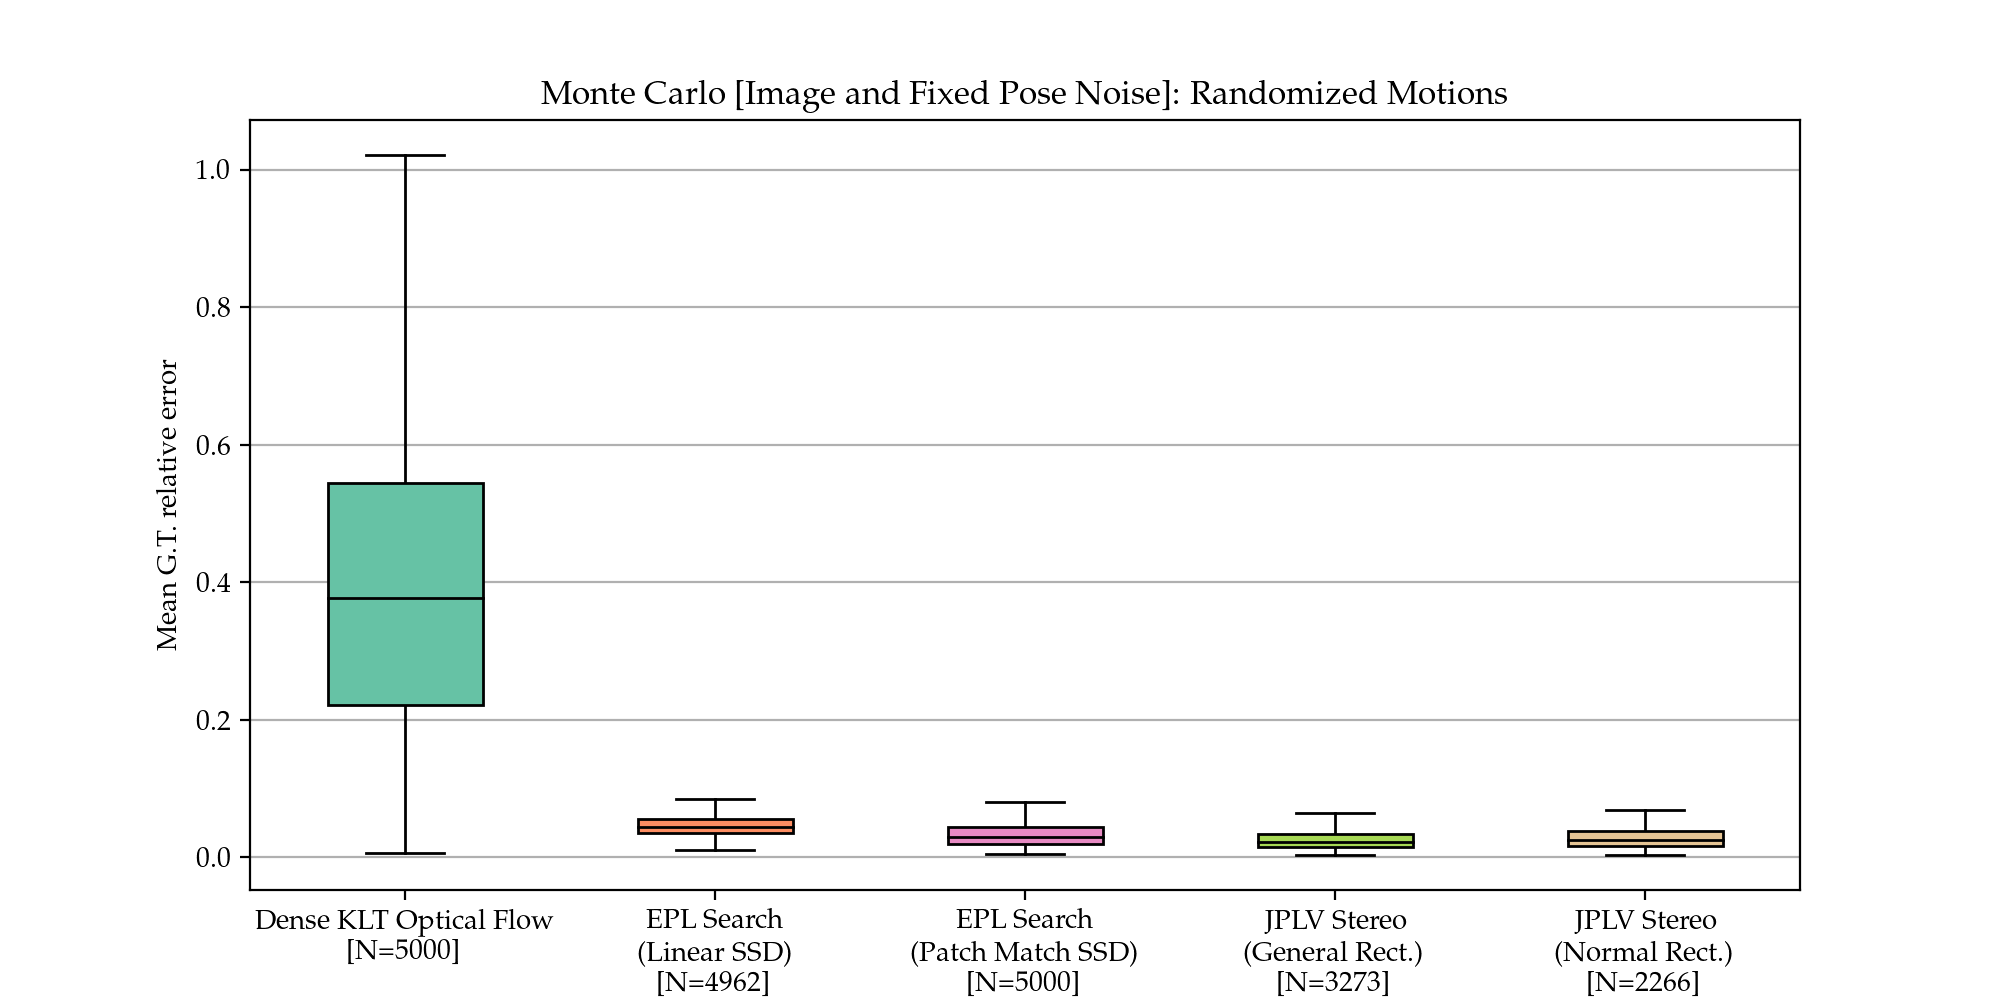 Monte Carlo [Image and Fixed Pose Noise]: Randomized Motions
Mean G.T. relative error
1.0
0.8
0.6
0.4
0.2
0.0
Dense KLT Optical Flow
[N=5000]
EPL Search
(Linear SSD)
[N=4962]
EPL Search
(Patch Match SSD)
[N=5000]
JPLV Stereo
(General Rect.)
[N=3273]
JPLV Stereo
(Normal Rect.)
[N=2266]